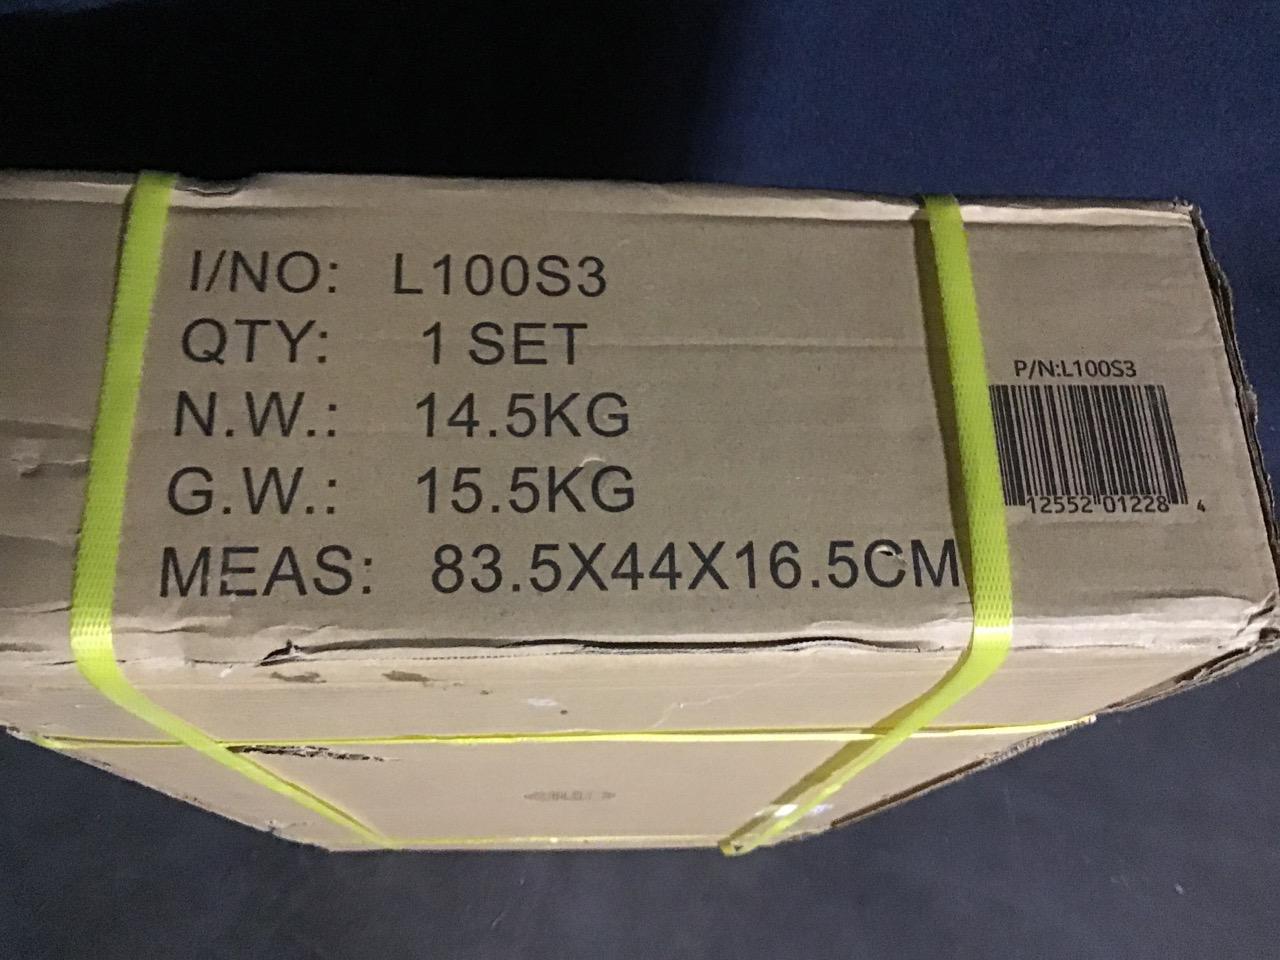 I/NO: L100S3
QTY: 1 SET
N.W.: 14.5KG
G.W.: 15.5KG
MEAS: 83.5X44X16.5CM
P/N:L100S3
12552 01228 4